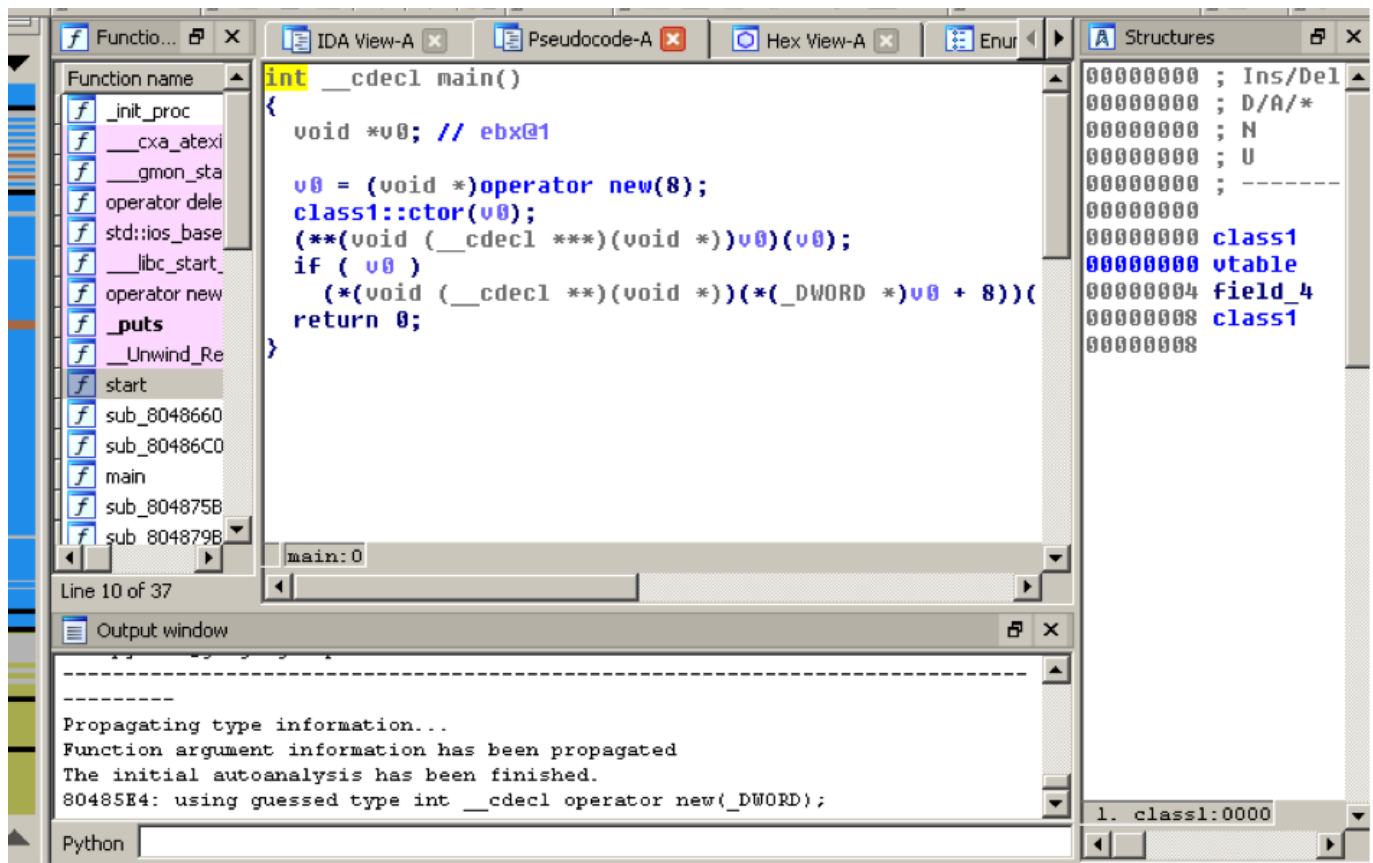 Functio...
IDA View-A
Pseudocode-A
Hex View-A
Enur
Structures
Function name
_init_proc
___cxa_atexi
___gmon_sta
operator dele
std::ios_base
___libc_start_
operator new
_puts
__Unwind_Re
start
sub_8048660
sub_80486C0
main
sub_804875B
sub_804879B
Line 10 of 37
int __cdecl main()
{
void *v0; // ebx@1
v0 = (void *)operator new(8);
class1::ctor(v0);
(**(void (__cdecl ***)(void *))v0)(v0);
if ( v0 )
(*(void (__cdecl **)(void *))(*(_DWORD *)v0 + 8))(
return 0;
}
main:0
00000000 ; Ins/Del
00000000 ; D/A/*
00000000 ; N
00000000 ; U
00000000 ; -------
00000000
00000000 class1
00000000 vtable
00000004 field_4
00000008 class1
00000008
1. class1:0000
Output window
---------------------------------------------------------------------------
---------
Propagating type information...
Function argument information has been propagated
The initial autoanalysis has been finished.
80485E4: using guessed type int __cdecl operator new(_DWORD);
Python